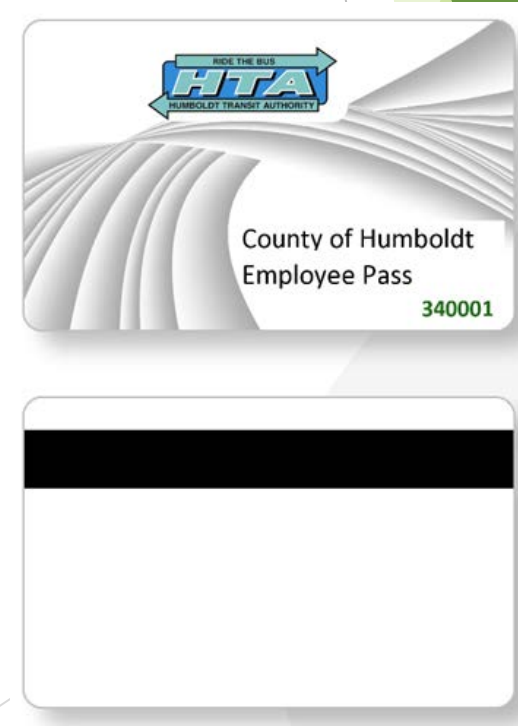 RIDE THE BUS
HTA
HUMBOLDT TRANSIT AUTHORITY
County of Humboldt
Employee Pass
340001